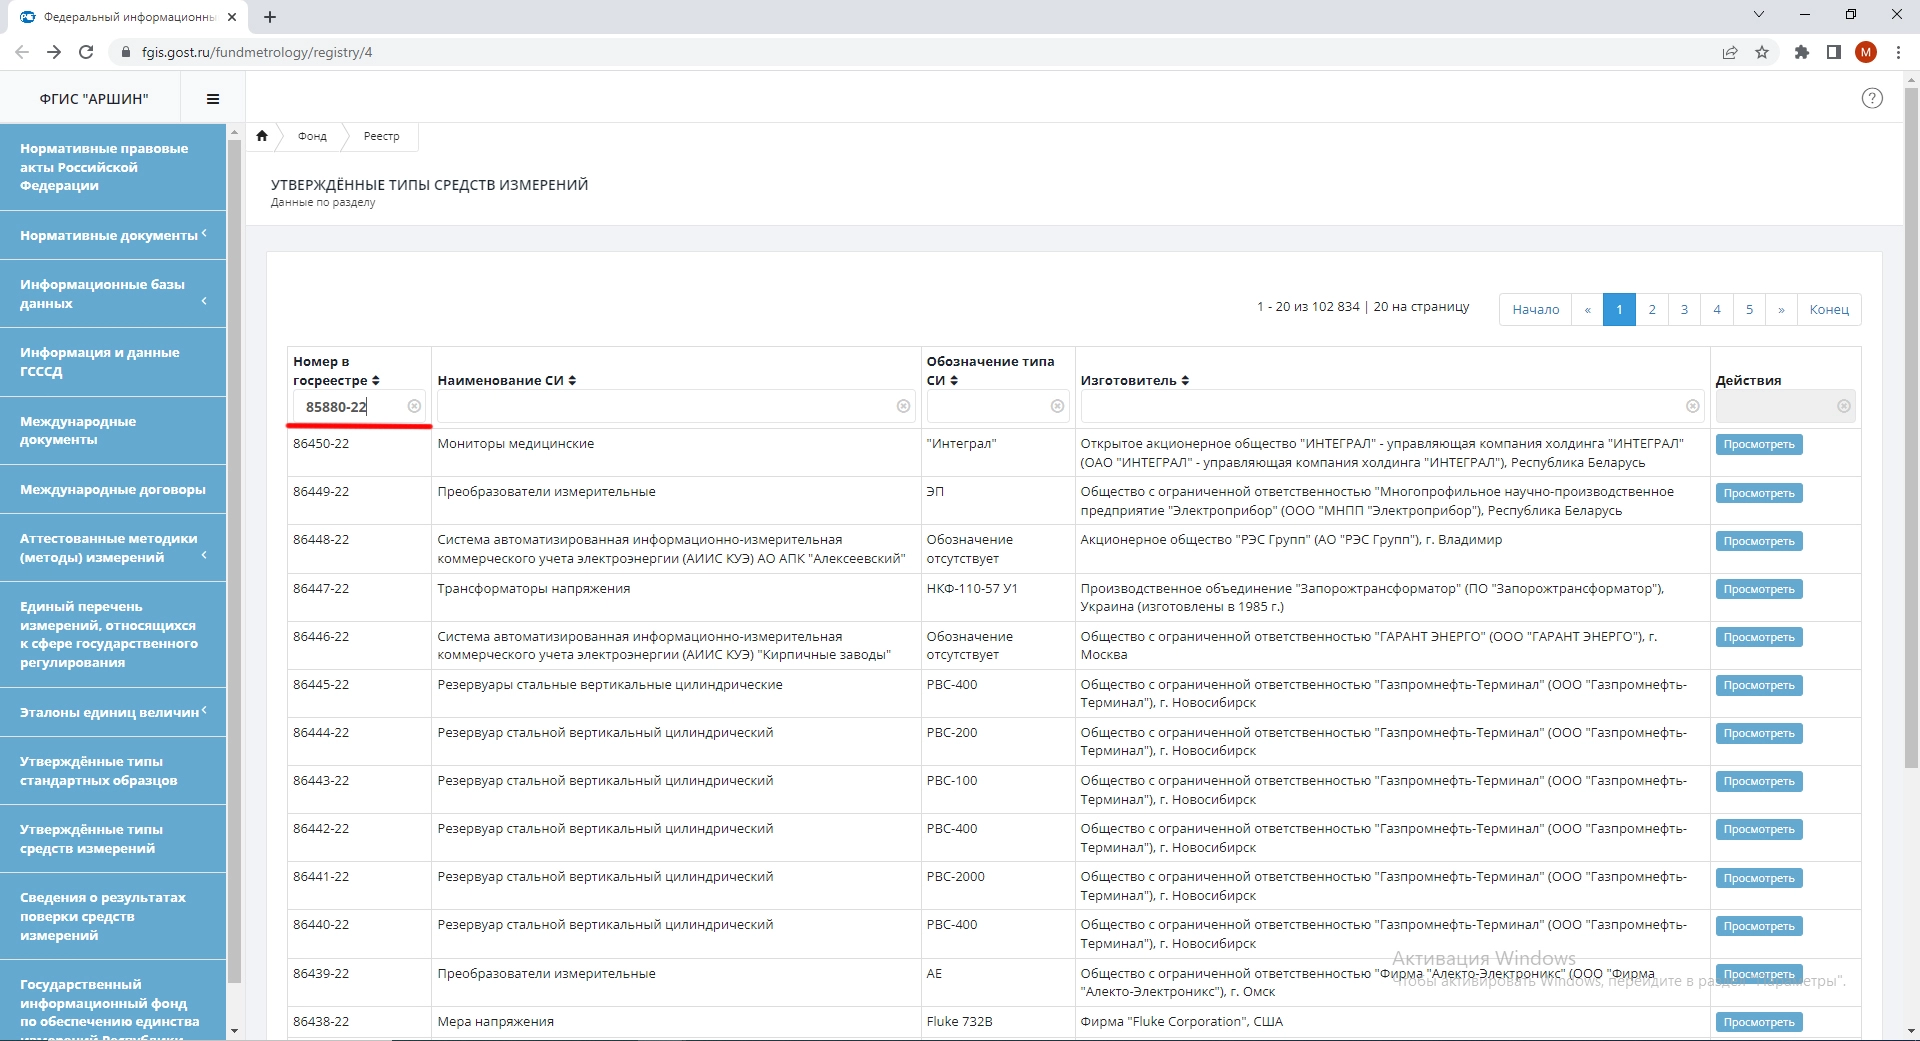 Федеральный информационны
fgis.gost.ru/fundmetrology/registry/4
M
ФГИС "АРШИН"
Нормативные правовые
акты Российской
Федерации
Нормативные документы
Информационные базы
данных
Информация и данные
ГСССД
Международные
документы
Международные договоры
Аттестованные методики
(методы) измерений
Единый перечень
измерений, относящихся
к сфере государственного
регулирования
Эталоны единиц величин
Утверждённые типы
стандартных образцов
Утверждённые типы
средств измерений
Сведения о результатах
поверки средств
измерений
Государственный
информационный фонд
по обеспечению единства
измерений Республики
Фонд
Реестр
УТВЕРЖДЁННЫЕ ТИПЫ СРЕДСТВ ИЗМЕРЕНИЙ
Данные по разделу
1 - 20 из 102 834 | 20 на страницу
Начало « 1 2 3 4 5 » Конец
Номер в
госреестре
Наименование СИ
Обозначение типа
СИ
Изготовитель
Действия
85880-22
86450-22
Мониторы медицинские
"Интеграл"
Открытое акционерное общество "ИНТЕГРАЛ" - управляющая компания холдинга "ИНТЕГРАЛ"
(ОАО "ИНТЕГРАЛ" - управляющая компания холдинга "ИНТЕГРАЛ"), Республика Беларусь
Просмотреть
86449-22
Преобразователи измерительные
ЭП
Общество с ограниченной ответственностью "Многопрофильное научно-производственное
предприятие "Электроприбор" (ООО "МНПП "Электроприбор"), Республика Беларусь
Просмотреть
86448-22
Система автоматизированная информационно-измерительная
коммерческого учета электроэнергии (АИИС КУЭ) АО АПК "Алексеевский"
Обозначение
отсутствует
Акционерное общество "РЭС Групп" (АО "РЭС Групп"), г. Владимир
Просмотреть
86447-22
Трансформаторы напряжения
НКФ-110-57 У1
Производственное объединение "Запорожтрансформатор" (ПО "Запорожтрансформатор"),
Украина (изготовлены в 1985 г.)
Просмотреть
86446-22
Система автоматизированная информационно-измерительная
коммерческого учета электроэнергии (АИИС КУЭ) "Кирпичные заводы"
Обозначение
отсутствует
Общество с ограниченной ответственностью "ГАРАНТ ЭНЕРГО" (ООО "ГАРАНТ ЭНЕРГО"), г.
Москва
Просмотреть
86445-22
Резервуары стальные вертикальные цилиндрические
РВС-400
Общество с ограниченной ответственностью "Газпромнефть-Терминал" (ООО "Газпромнефть-
Терминал"), г. Новосибирск
Просмотреть
86444-22
Резервуар стальной вертикальный цилиндрический
РВС-200
Общество с ограниченной ответственностью "Газпромнефть-Терминал" (ООО "Газпромнефть-
Терминал"), г. Новосибирск
Просмотреть
86443-22
Резервуар стальной вертикальный цилиндрический
РВС-100
Общество с ограниченной ответственностью "Газпромнефть-Терминал" (ООО "Газпромнефть-
Терминал"), г. Новосибирск
Просмотреть
86442-22
Резервуар стальной вертикальный цилиндрический
РВС-400
Общество с ограниченной ответственностью "Газпромнефть-Терминал" (ООО "Газпромнефть-
Терминал"), г. Новосибирск
Просмотреть
86441-22
Резервуар стальной вертикальный цилиндрический
РВС-2000
Общество с ограниченной ответственностью "Газпромнефть-Терминал" (ООО "Газпромнефть-
Терминал"), г. Новосибирск
Просмотреть
86440-22
Резервуар стальной вертикальный цилиндрический
РВС-400
Общество с ограниченной ответственностью "Газпромнефть-Терминал" (ООО "Газпромнефть-
Терминал"), г. Новосибирск
Просмотреть
86439-22
Преобразователи измерительные
АЕ
Общество с ограниченной ответственностью "Фирма "Алекто-Электроникс" (ООО "Фирма
"Алекто-Электроникс"), г. Омск
Просмотреть
86438-22
Мера напряжения
Fluke 732B
Фирма "Fluke Corporation", США
Просмотреть
Активация Windows
Чтобы активировать Windows, перейдите в раздел "Параметры".